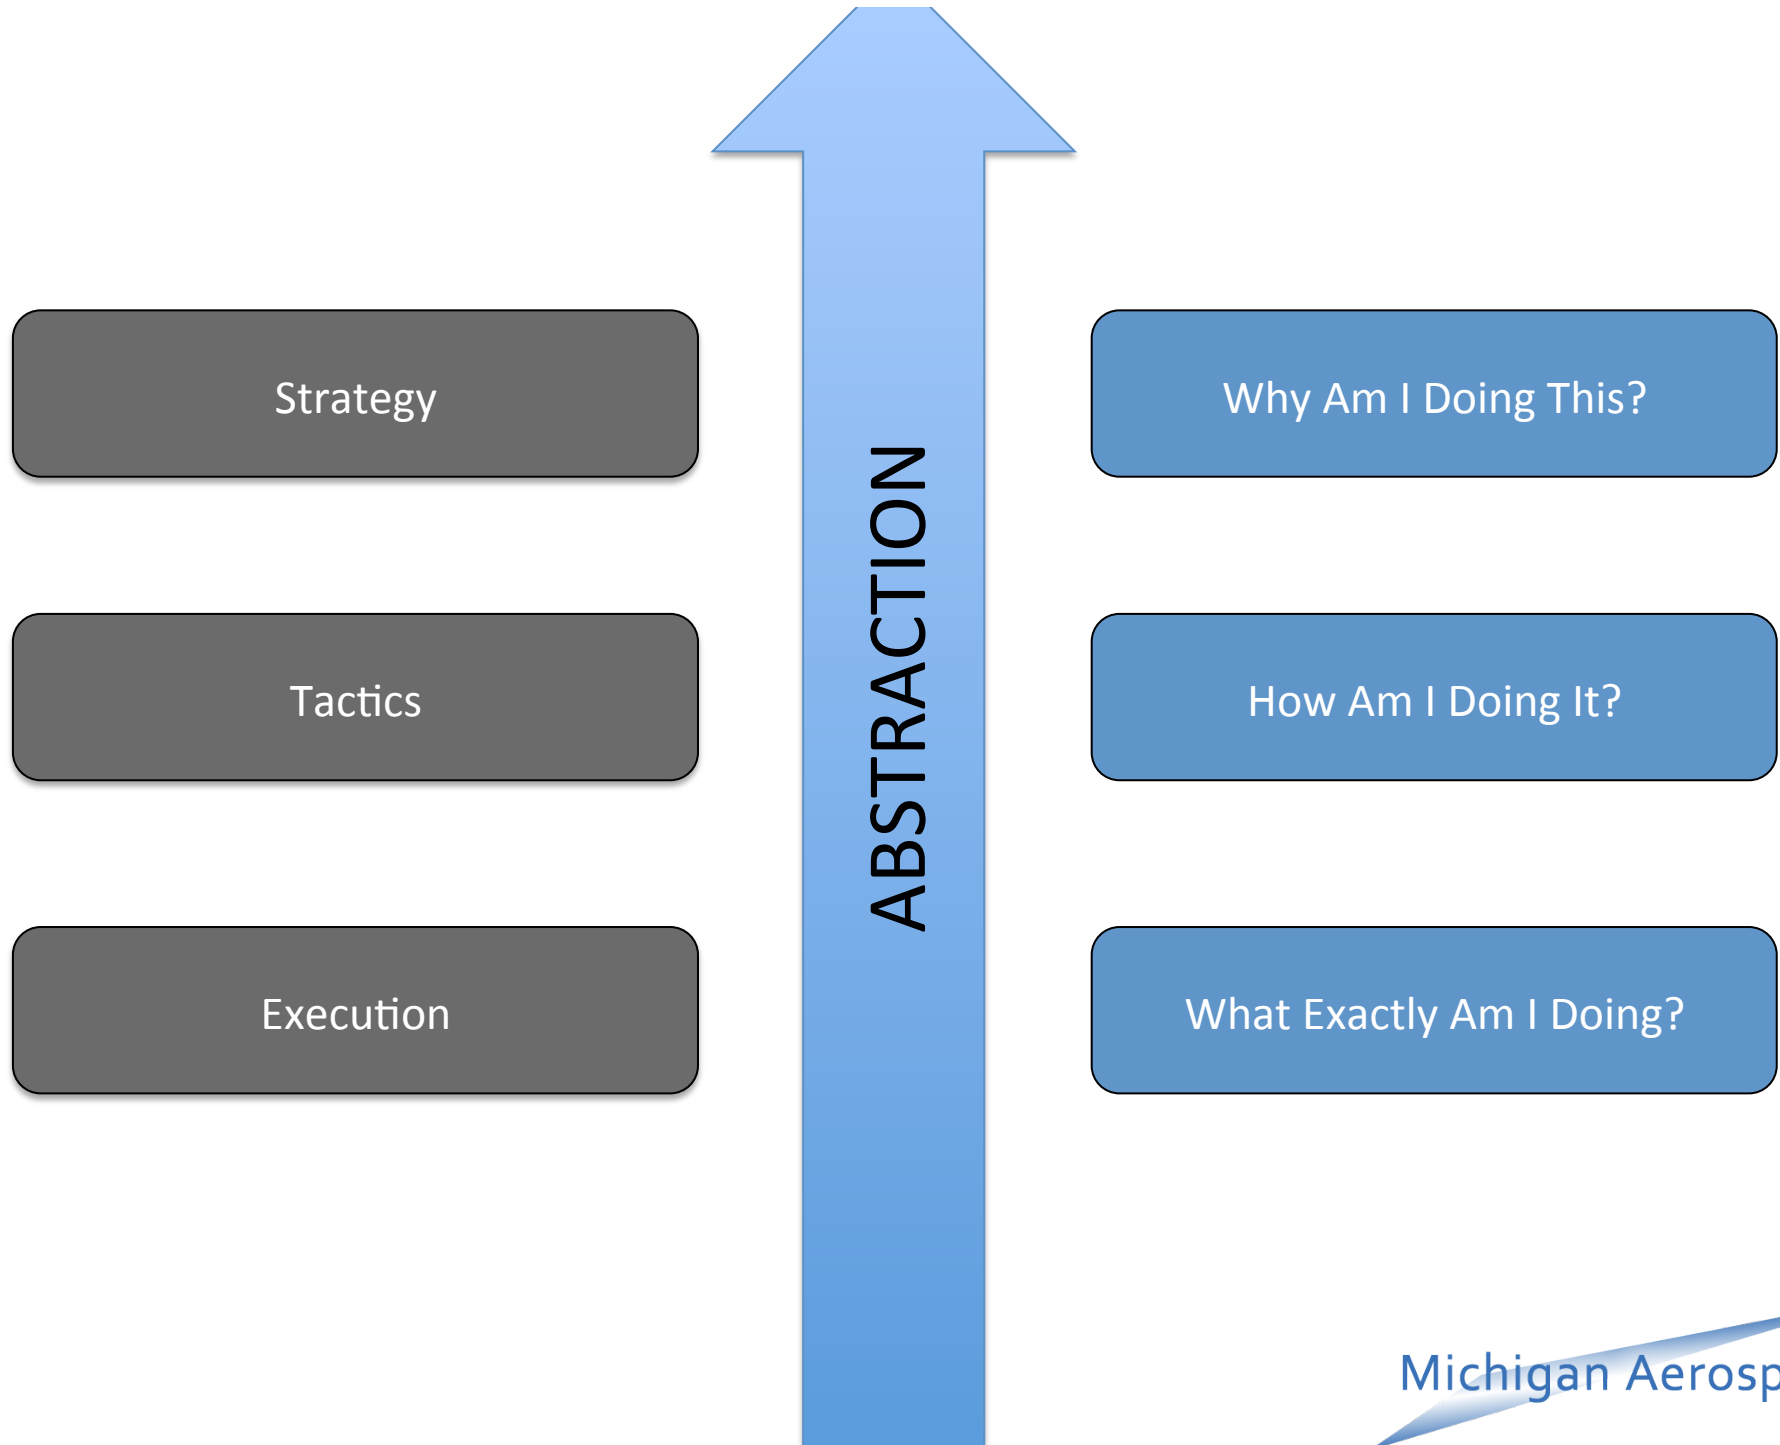 Strategy
Why Am I Doing This?
ABSTRACTION
Tactics
How Am I Doing It?
Execution
What Exactly Am I Doing?
Michigan Aerosp